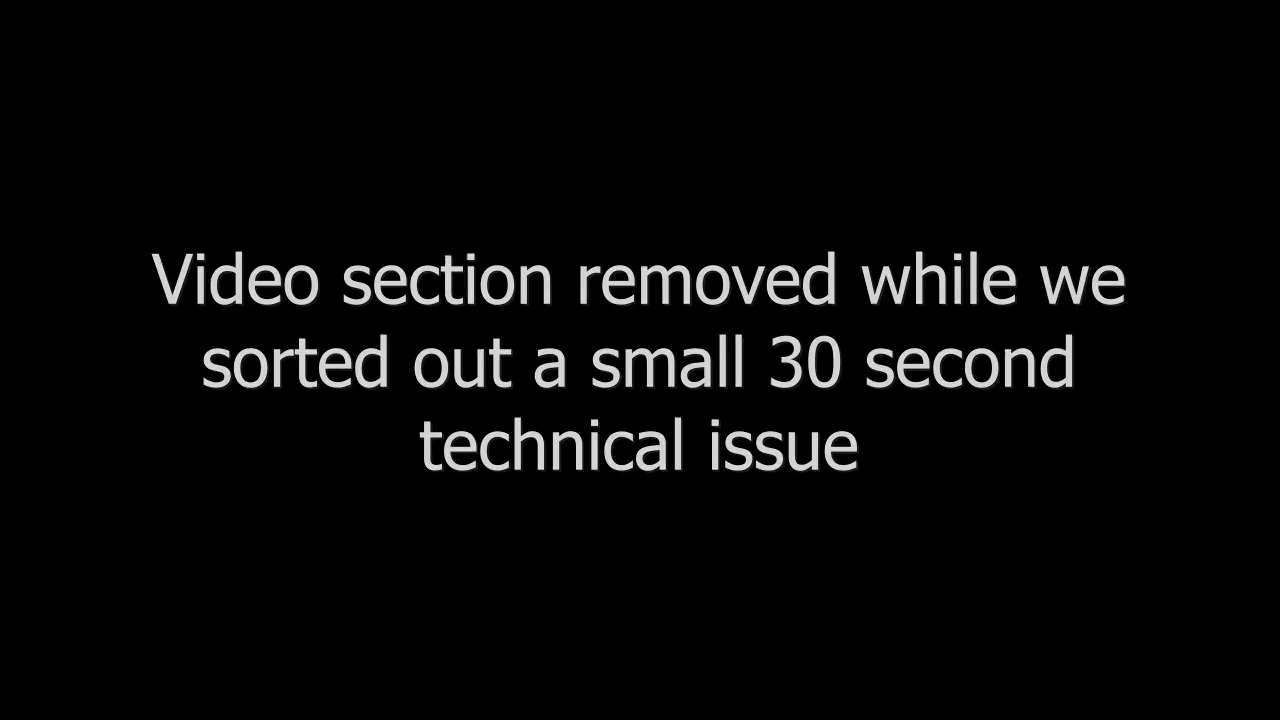 Video section removed while we
sorted out a small 30 second
technical issue